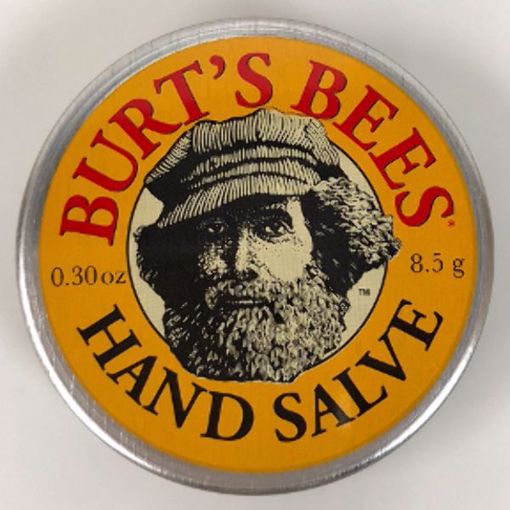 BURT'S BEES®
0.30 oz
8.5 g
™
HAND SALVE